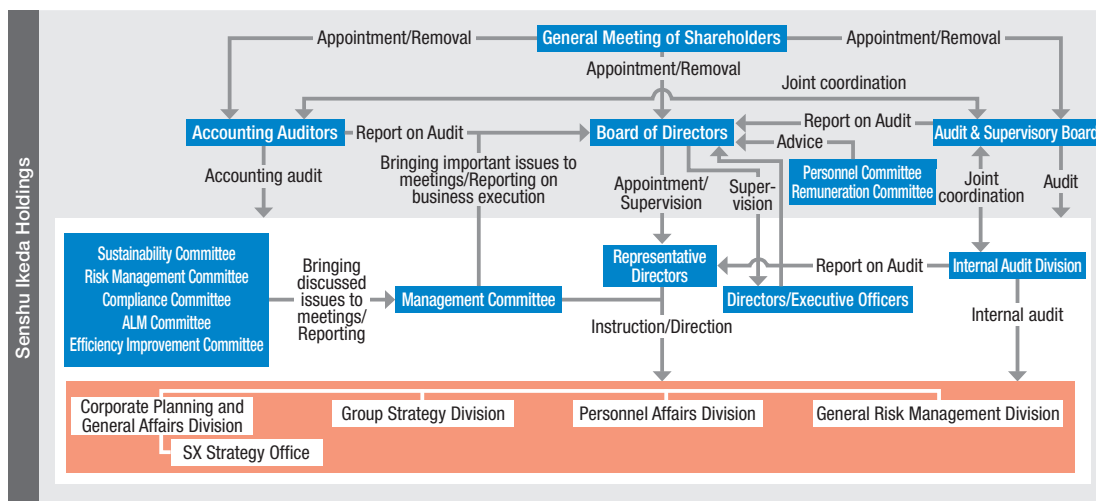 Senshu Ikeda Holdings
General Meeting of Shareholders
Appointment/Removal
Appointment/Removal
Appointment/Removal
Joint coordination
Accounting Auditors
Report on Audit
Board of Directors
Report on Audit
Audit & Supervisory Board
Advice
Personnel Committee
Remuneration Committee
Accounting audit
Bringing important issues to
meetings/Reporting on
business execution
Appointment/
Supervision
Super-
vision
Joint
coordination
Audit
Sustainability Committee
Risk Management Committee
Compliance Committee
ALM Committee
Efficiency Improvement Committee
Bringing
discussed
issues to
meetings/
Reporting
Management Committee
Representative
Directors
Report on Audit
Internal Audit Division
Directors/Executive Officers
Instruction/Direction
Internal audit
Corporate Planning and
General Affairs Division
Group Strategy Division
Personnel Affairs Division
General Risk Management Division
SX Strategy Office